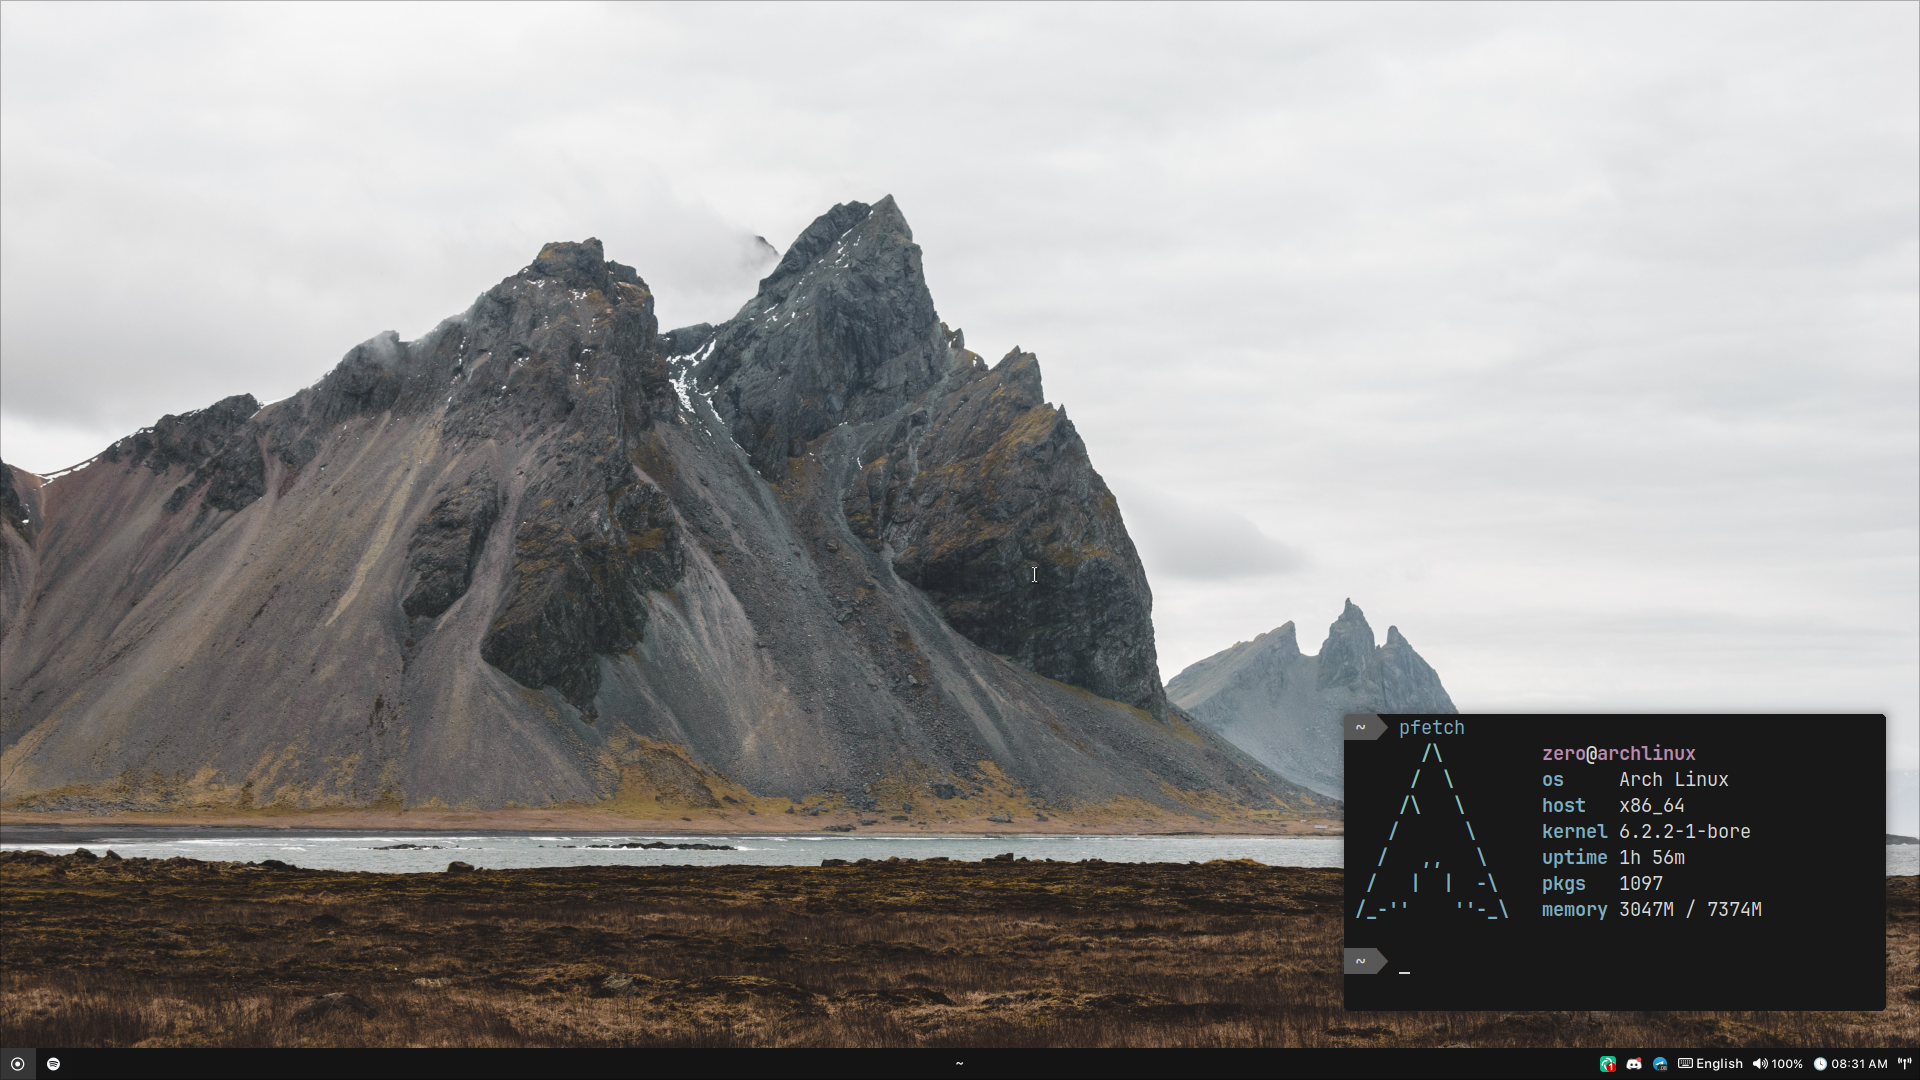 ~ pfetch
/\ zero@archlinux
/ \ os Arch Linux
/\ \ host x86_64
/ \ kernel 6.2.2-1-bore
/ ,, \ uptime 1h 56m
/ | | -\ pkgs 1097
/_-'' ''-_\ memory 3047M / 7374M
~ _
~ 1 English 100% 08:31 AM